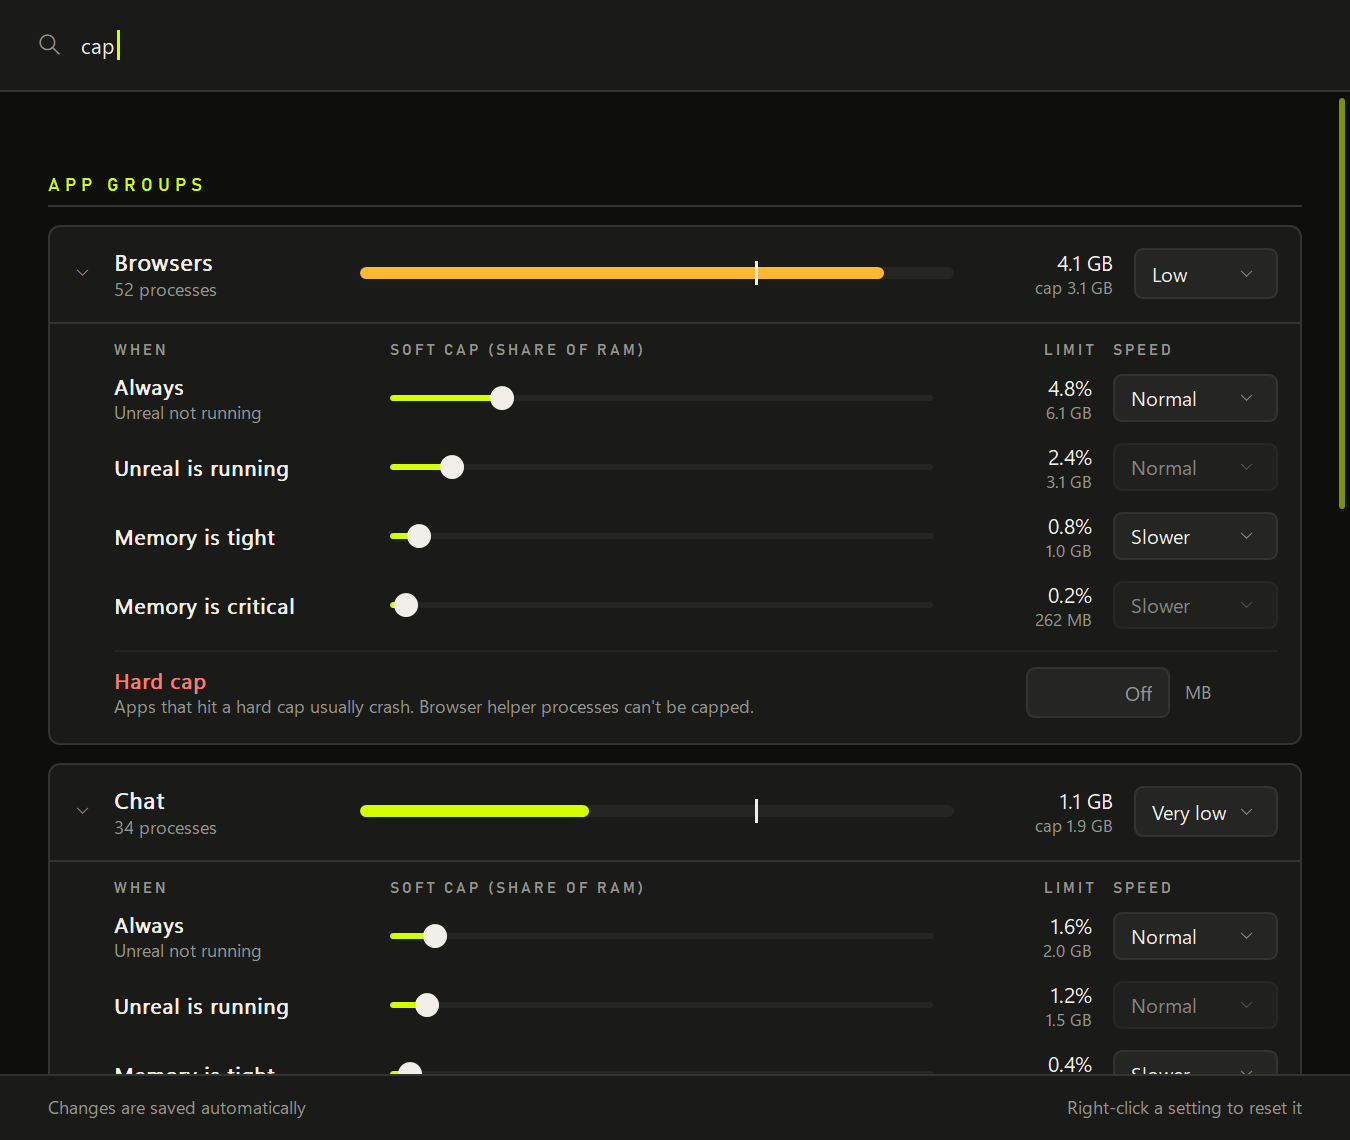 cap
APP GROUPS
Browsers
52 processes
4.1 GB
cap 3.1 GB
Low
WHEN
SOFT CAP (SHARE OF RAM)
LIMIT
SPEED
Always
Unreal not running
4.8%
6.1 GB
Normal
Unreal is running
2.4%
3.1 GB
Normal
Memory is tight
0.8%
1.0 GB
Slower
Memory is critical
0.2%
262 MB
Slower
Hard cap
Apps that hit a hard cap usually crash. Browser helper processes can't be capped.
Off
MB
Chat
34 processes
1.1 GB
cap 1.9 GB
Very low
WHEN
SOFT CAP (SHARE OF RAM)
LIMIT
SPEED
Always
Unreal not running
1.6%
2.0 GB
Normal
Unreal is running
1.2%
1.5 GB
Normal
Memory is tight
0.4%
Slower
Changes are saved automatically
Right-click a setting to reset it